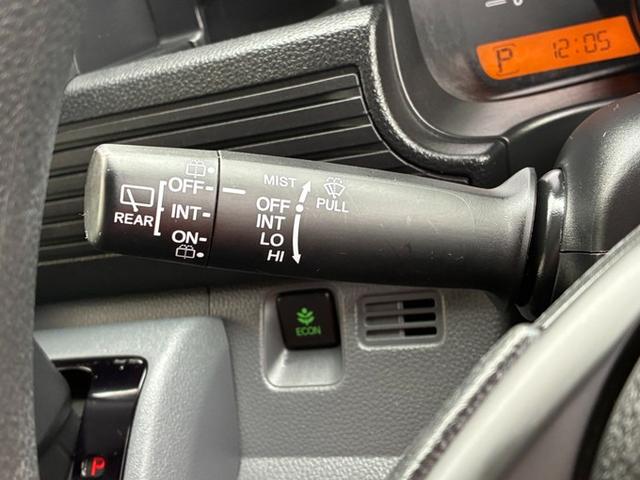 P 12:05
OFF
INT
ON
REAR
MIST
OFF
INT
LO
HI
PULL
ECON
P